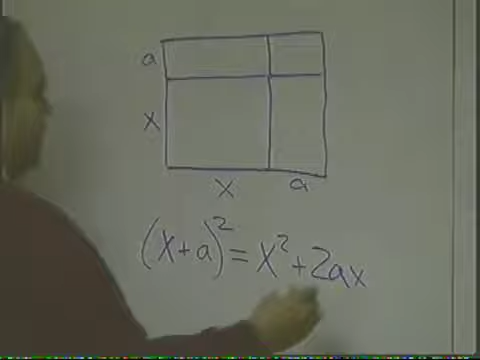 a
x
x a
(x+a)² = x² + 2ax